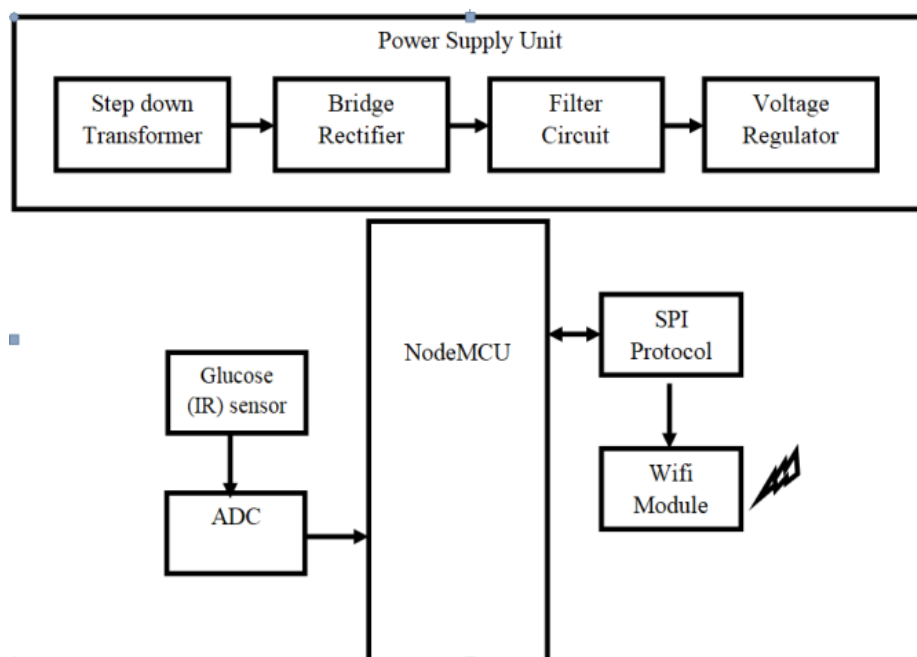 Power Supply Unit
Step down
Transformer
Bridge
Rectifier
Filter
Circuit
Voltage
Regulator
NodeMCU
SPI
Protocol
Glucose
(IR) sensor
Wifi
Module
ADC